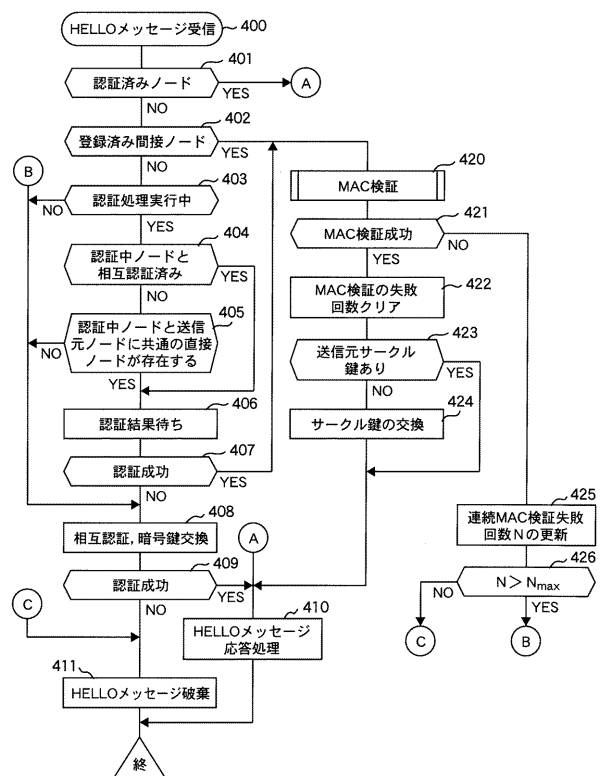 HELLOメッセージ受信
400
401
認証済みノード
YES
A
NO
402
登録済み間接ノード
YES
B
NO
403
認証処理実行中
NO
YES
404
認証中ノードと
相互認証済み
YES
NO
認証中ノードと送信
405
元ノードに共通の直接
ノードが存在する
NO
YES
406
認証結果待ち
407
認証成功
YES
NO
408
相互認証,暗号鍵交換
409
認証成功
YES
NO
A
C
410
HELLOメッセージ
応答処理
411
HELLOメッセージ破棄
終
420
MAC検証
421
MAC検証成功
NO
YES
422
MAC検証の失敗
回数クリア
423
送信元サークル
鍵あり
YES
NO
424
サークル鍵の交換
425
連続MAC検証失敗
回数Nの更新
426
N＞Nmax
NO
YES
C
B